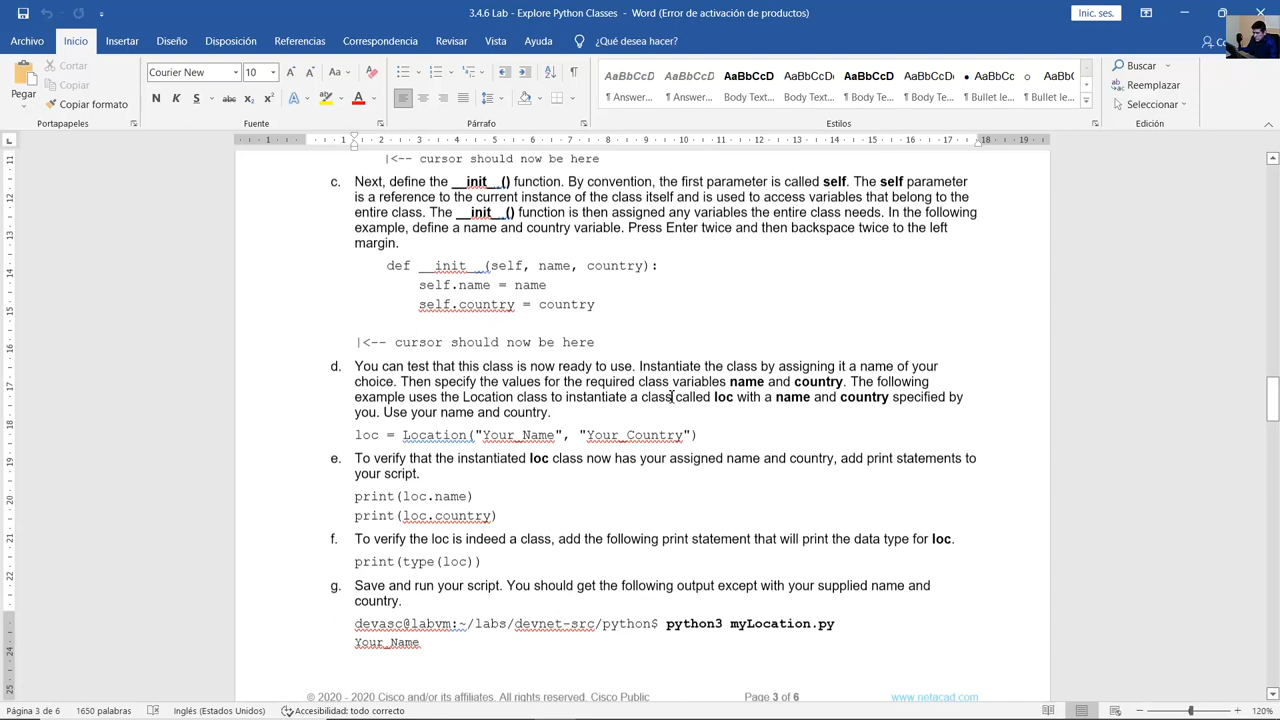 3.4.6 Lab - Explore Python Classes - Word (Error de activación de productos)
Inic. ses.
Archivo Inicio Insertar Diseño Disposición Referencias Correspondencia Revisar Vista Ayuda ¿Qué desea hacer?
Pegar
Cortar
Copiar
Copiar formato
Courier New 10
N K S abc x₂ x²
AaBbCcD AaBbCcD AaBbCcD AaBbCcDd AaBbCcD AaBbCcDd • AaBbCc AaBb
¶ Answer... ¶ Answer... Body Text... Body Text... ¶ Body T... ¶ Body T... ¶ Bullet le... ¶ Bullet le...
Buscar
Reemplazar
Seleccionar
Portapapeles Fuente Párrafo Estilos Edición
|<-- cursor should now be here
c. Next, define the __init__() function. By convention, the first parameter is called self. The self parameter
is a reference to the current instance of the class itself and is used to access variables that belong to the
entire class. The __init__() function is then assigned any variables the entire class needs. In the following
example, define a name and country variable. Press Enter twice and then backspace twice to the left
margin.
def __init__(self, name, country):
self.name = name
self.country = country
|<-- cursor should now be here
d. You can test that this class is now ready to use. Instantiate the class by assigning it a name of your
choice. Then specify the values for the required class variables name and country. The following
example uses the Location class to instantiate a class called loc with a name and country specified by
you. Use your name and country.
loc = Location("Your_Name", "Your_Country")
e. To verify that the instantiated loc class now has your assigned name and country, add print statements to
your script.
print(loc.name)
print(loc.country)
f. To verify the loc is indeed a class, add the following print statement that will print the data type for loc.
print(type(loc))
g. Save and run your script. You should get the following output except with your supplied name and
country.
devasc@labvm:~/labs/devnet-src/python$ python3 myLocation.py
Your_Name
© 2020 - 2020 Cisco and/or its affiliates. All rights reserved. Cisco Public Page 3 of 6 www.netacad.com
Página 3 de 6 1650 palabras Inglés (Estados Unidos) Accesibilidad: todo correcto 120%